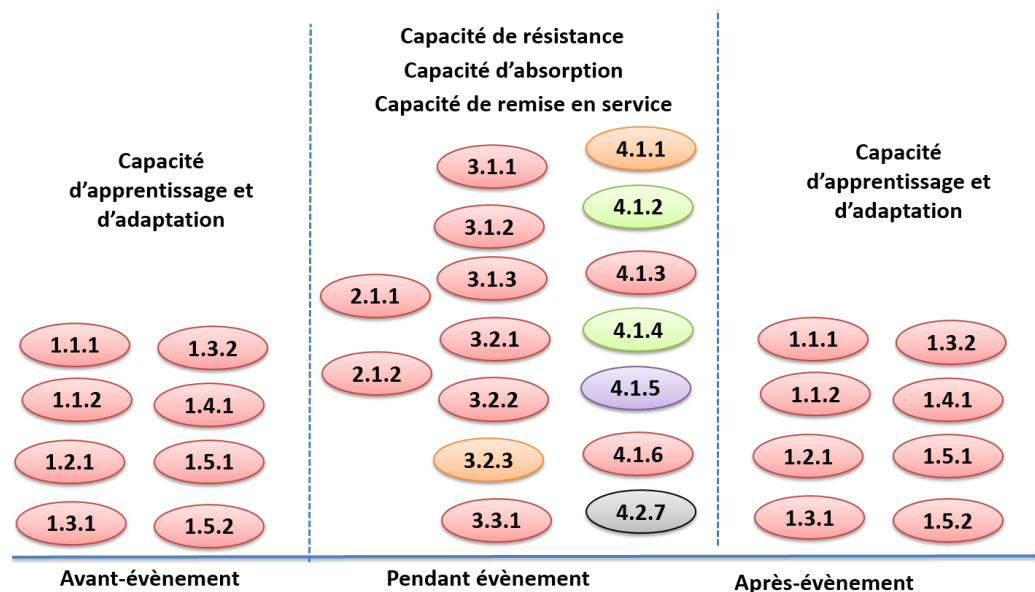 Capacité
d’apprentissage et
d’adaptation
1.1.1
1.3.2
1.1.2
1.4.1
1.2.1
1.5.1
1.3.1
1.5.2
Avant-évènement
Capacité de résistance
Capacité d’absorption
Capacité de remise en service
2.1.1
2.1.2
3.1.1
3.1.2
3.1.3
3.2.1
3.2.2
3.2.3
3.3.1
4.1.1
4.1.2
4.1.3
4.1.4
4.1.5
4.1.6
4.2.7
Pendant évènement
Capacité
d’apprentissage et
d’adaptation
1.1.1
1.3.2
1.1.2
1.4.1
1.2.1
1.5.1
1.3.1
1.5.2
Après-évènement